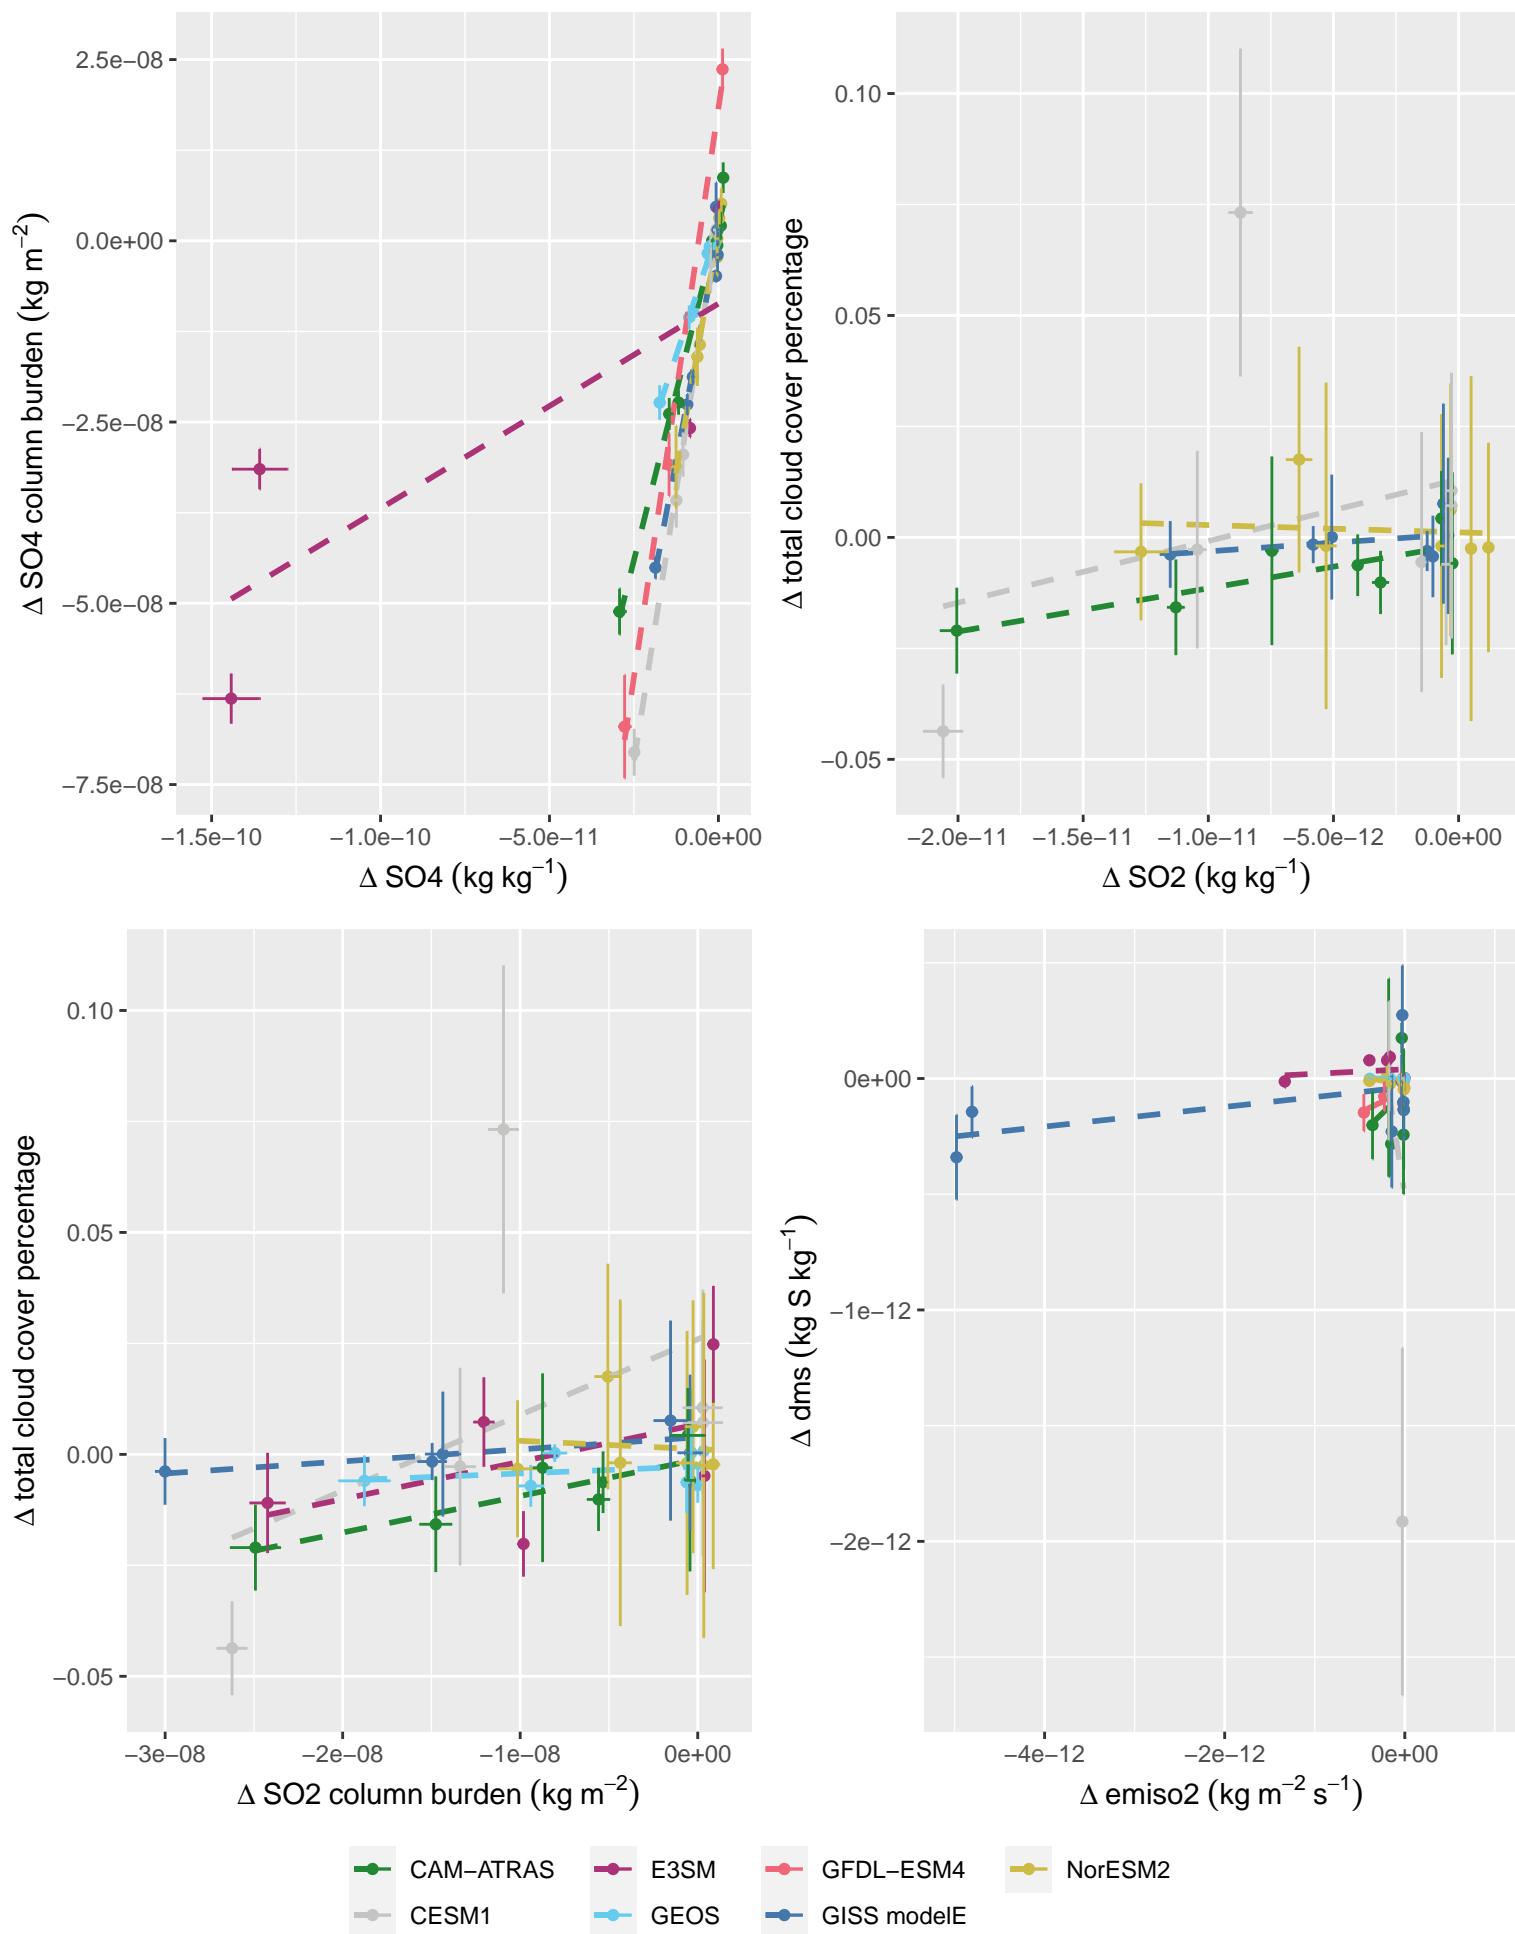 Δ SO4 column burden (kg m⁻²)
2.5e−08
0.0e+00
−2.5e−08
−5.0e−08
−7.5e−08
−1.5e−10
−1.0e−10
−5.0e−11
0.0e+00
Δ SO4 (kg kg⁻¹)
Δ total cloud cover percentage
0.10
0.05
0.00
−0.05
−2.0e−11
−1.5e−11
−1.0e−11
−5.0e−12
0.0e+00
Δ SO2 (kg kg⁻¹)
Δ total cloud cover percentage
0.10
0.05
0.00
−0.05
−3e−08
−2e−08
−1e−08
0e+00
Δ SO2 column burden (kg m⁻²)
Δ dms (kg S kg⁻¹)
0e+00
−1e−12
−2e−12
−4e−12
−2e−12
0e+00
Δ emiso2 (kg m⁻² s⁻¹)
CAM−ATRAS
E3SM
GFDL−ESM4
NorESM2
CESM1
GEOS
GISS modelE